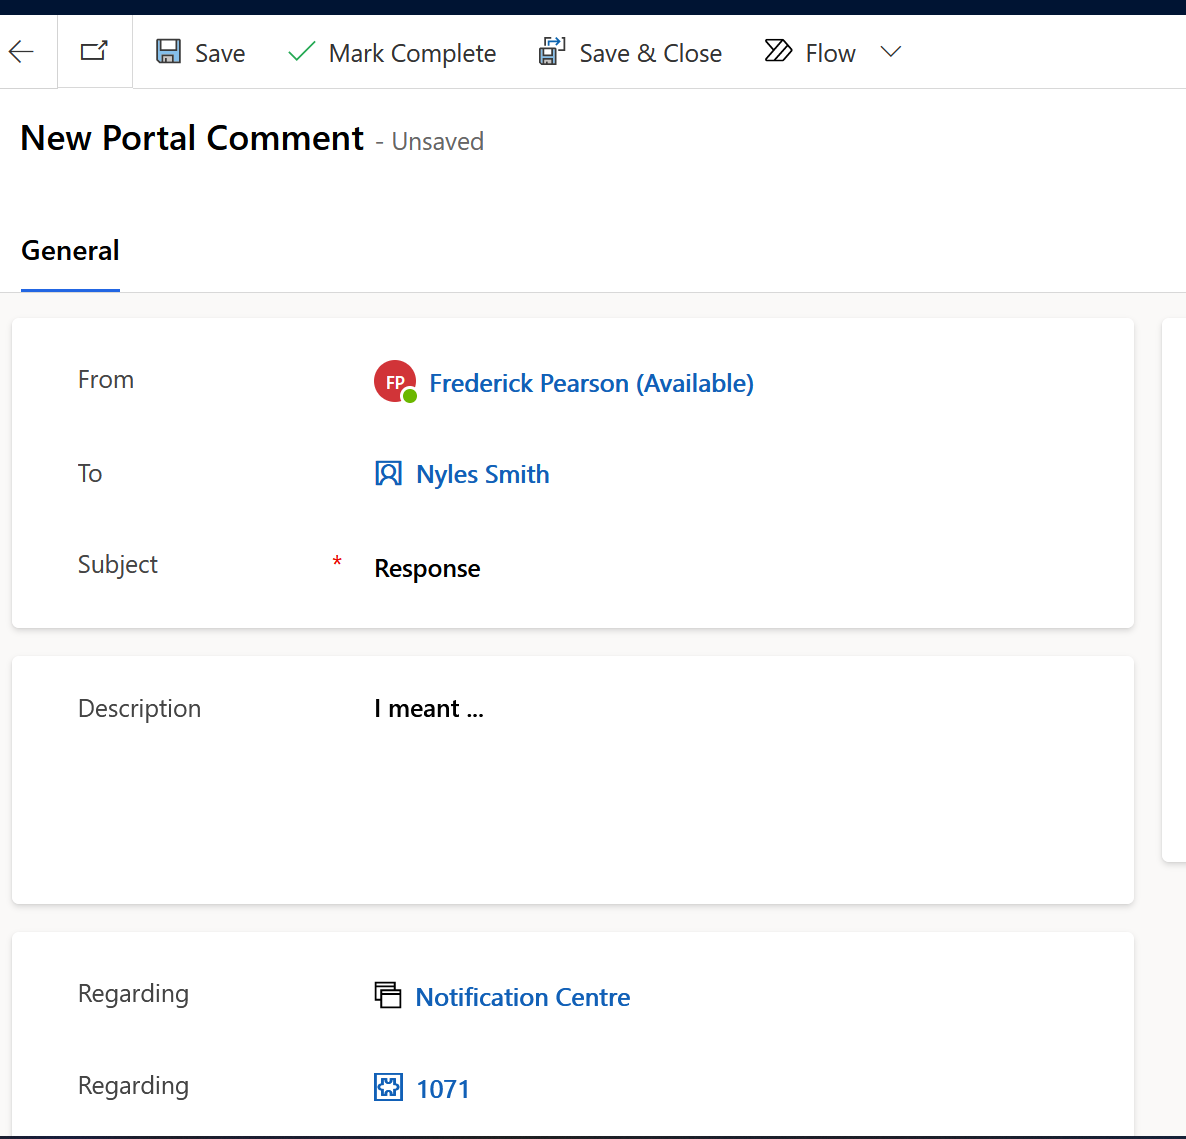 Save Mark Complete Save & Close Flow
New Portal Comment - Unsaved
General
From FP Frederick Pearson (Available)
To Nyles Smith
Subject * Response
Description I meant ...
Regarding Notification Centre
Regarding 1071